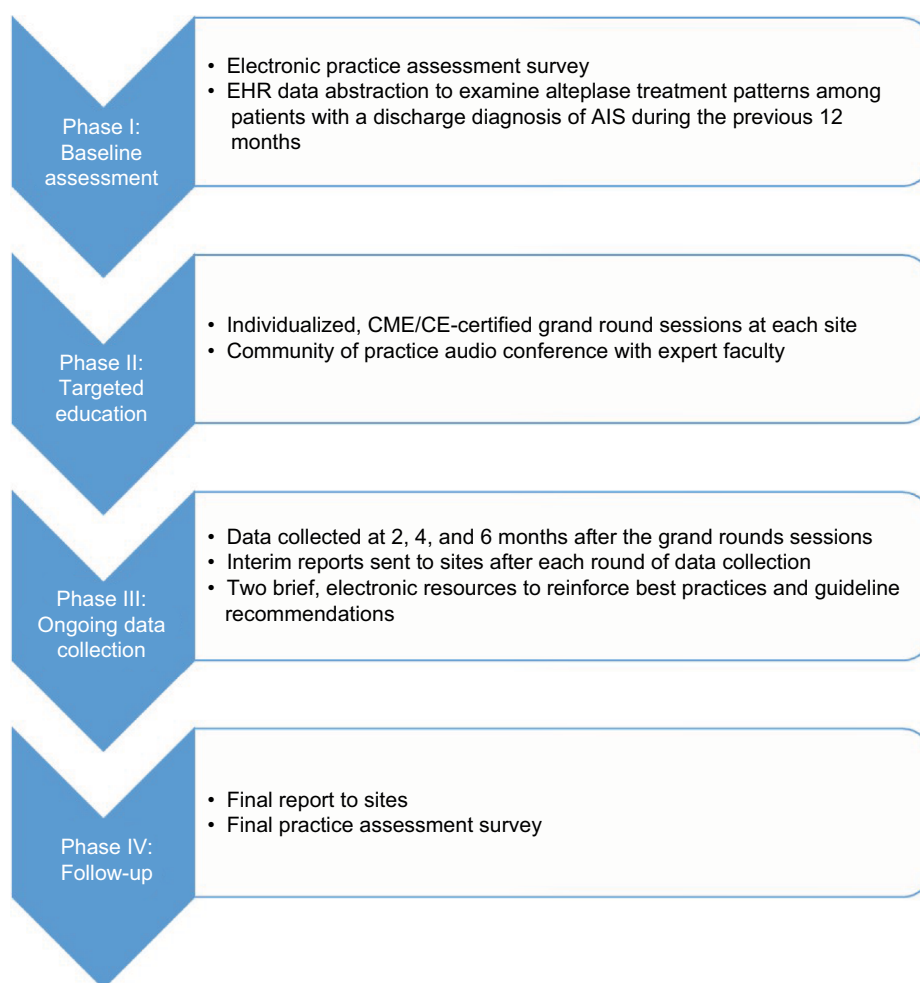 Phase I:
Baseline
assessment
• Electronic practice assessment survey
• EHR data abstraction to examine alteplase treatment patterns among
patients with a discharge diagnosis of AIS during the previous 12
months
Phase II:
Targeted
education
• Individualized, CME/CE-certified grand round sessions at each site
• Community of practice audio conference with expert faculty
Phase III:
Ongoing data
collection
• Data collected at 2, 4, and 6 months after the grand rounds sessions
• Interim reports sent to sites after each round of data collection
• Two brief, electronic resources to reinforce best practices and guideline
recommendations
Phase IV:
Follow-up
• Final report to sites
• Final practice assessment survey